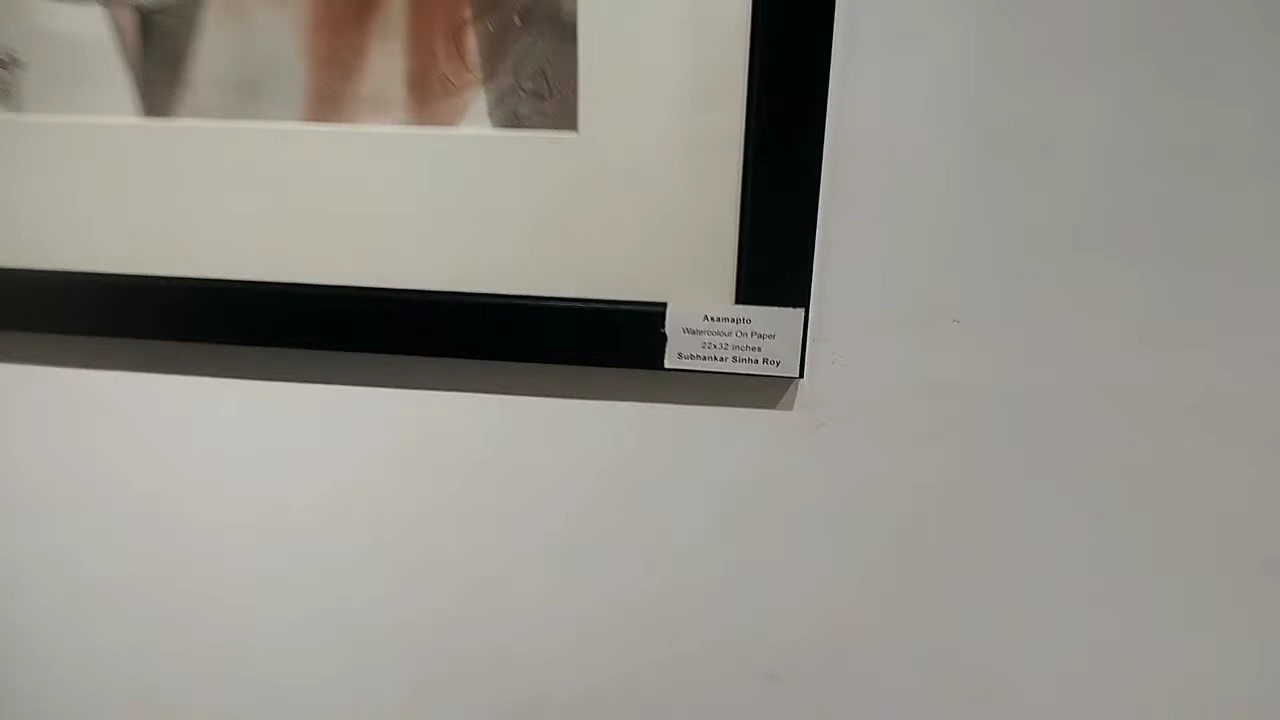 Asamapto
Watercolour On Paper
22x32 inches
Subhankar Sinha Roy